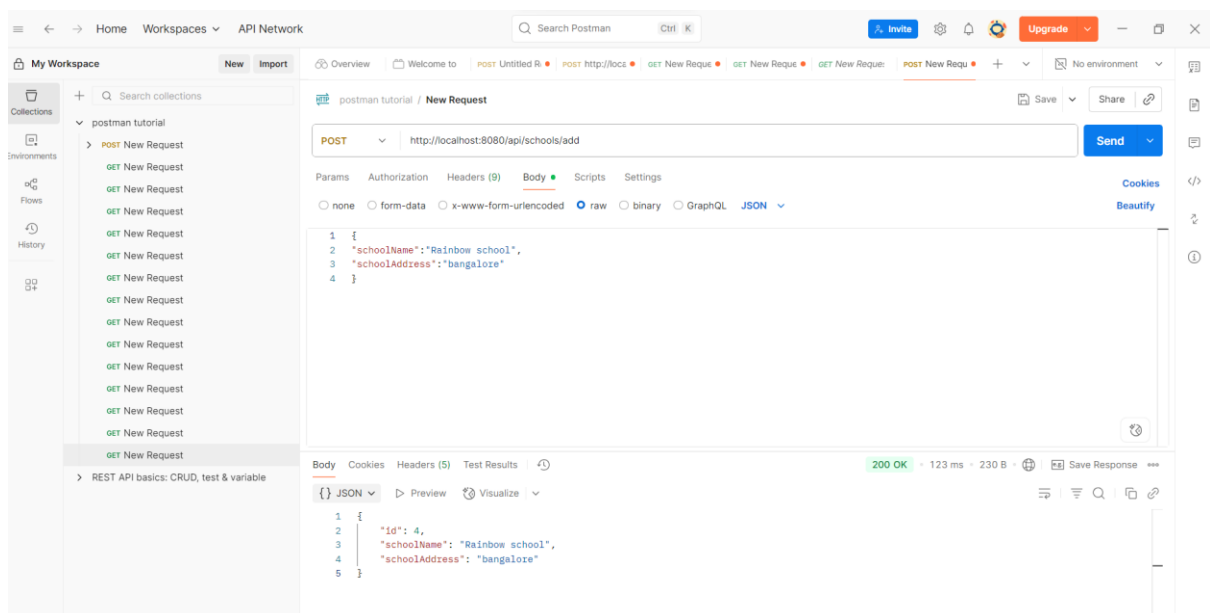 Home Workspaces API Network Search Postman Ctrl K Invite Upgrade
My Workspace New Import Overview Welcome to POST Untitled R POST http://loca GET New Reque GET New Reque GET New Reques POST New Requ No environment
Collections
Environments
Flows
History
Search collections
postman tutorial
POST New Request
GET New Request
GET New Request
GET New Request
GET New Request
GET New Request
GET New Request
GET New Request
GET New Request
GET New Request
GET New Request
GET New Request
GET New Request
GET New Request
GET New Request
REST API basics: CRUD, test & variable
HTTP postman tutorial / New Request Save Share
POST http://localhost:8080/api/schools/add Send
Params Authorization Headers (9) Body Scripts Settings Cookies
none form-data x-www-form-urlencoded raw binary GraphQL JSON Beautify
1 {
2 "schoolName":"Rainbow school",
3 "schoolAddress":"bangalore"
4 }
Body Cookies Headers (5) Test Results 200 OK 123 ms 230 B Save Response
{} JSON Preview Visualize
1 {
2 "id": 4,
3 "schoolName": "Rainbow school",
4 "schoolAddress": "bangalore"
5 }